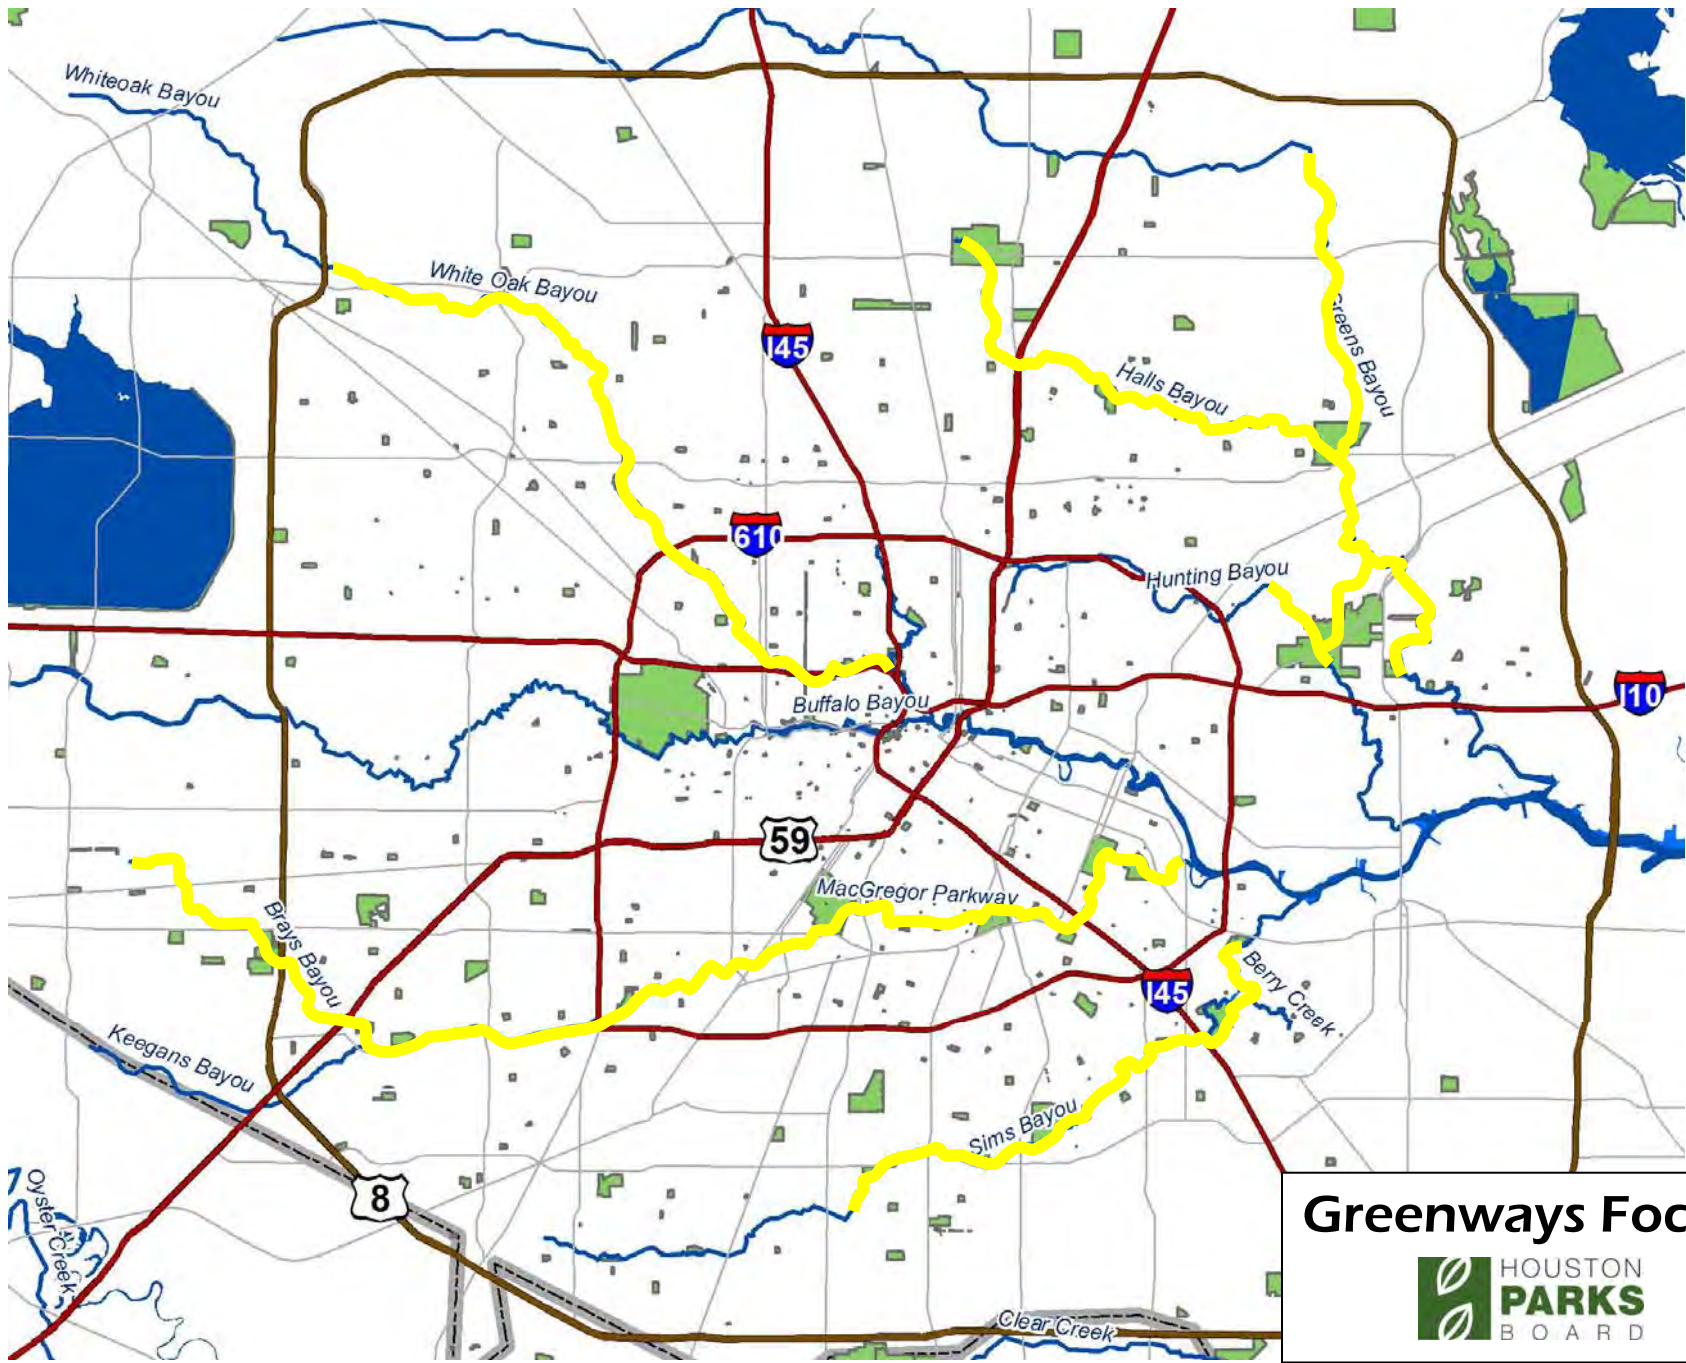 Whiteoak Bayou
White Oak Bayou
I45
Greens Bayou
Halls Bayou
I610
Hunting Bayou
I10
Buffalo Bayou
59
MacGregor Parkway
Brays Bayou
Berry Creek
I45
Keegans Bayou
Sims Bayou
8
Oyster Creek
Clear Creek
Greenways Foc
HOUSTON
PARKS
BOARD